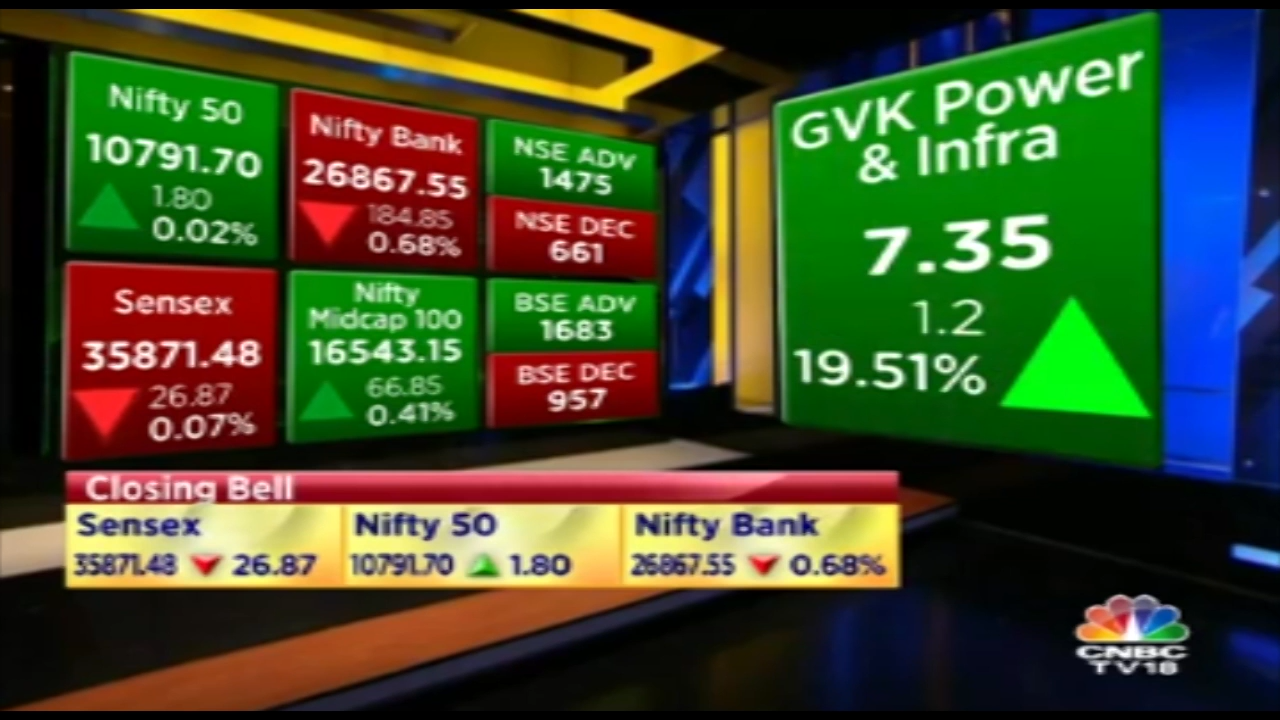 Nifty 50
10791.70
1.80
0.02%
Nifty Bank
26867.55
184.85
0.68%
NSE ADV
1475
NSE DEC
661
Sensex
35871.48
26.87
0.07%
Nifty
Midcap 100
16543.15
66.85
0.41%
BSE ADV
1683
BSE DEC
957
GVK Power
& Infra
7.35
1.2
19.51%
Closing Bell
Sensex
35871.48 26.87
Nifty 50
10791.70 1.80
Nifty Bank
26867.55 0.68%
CNBC
TV18